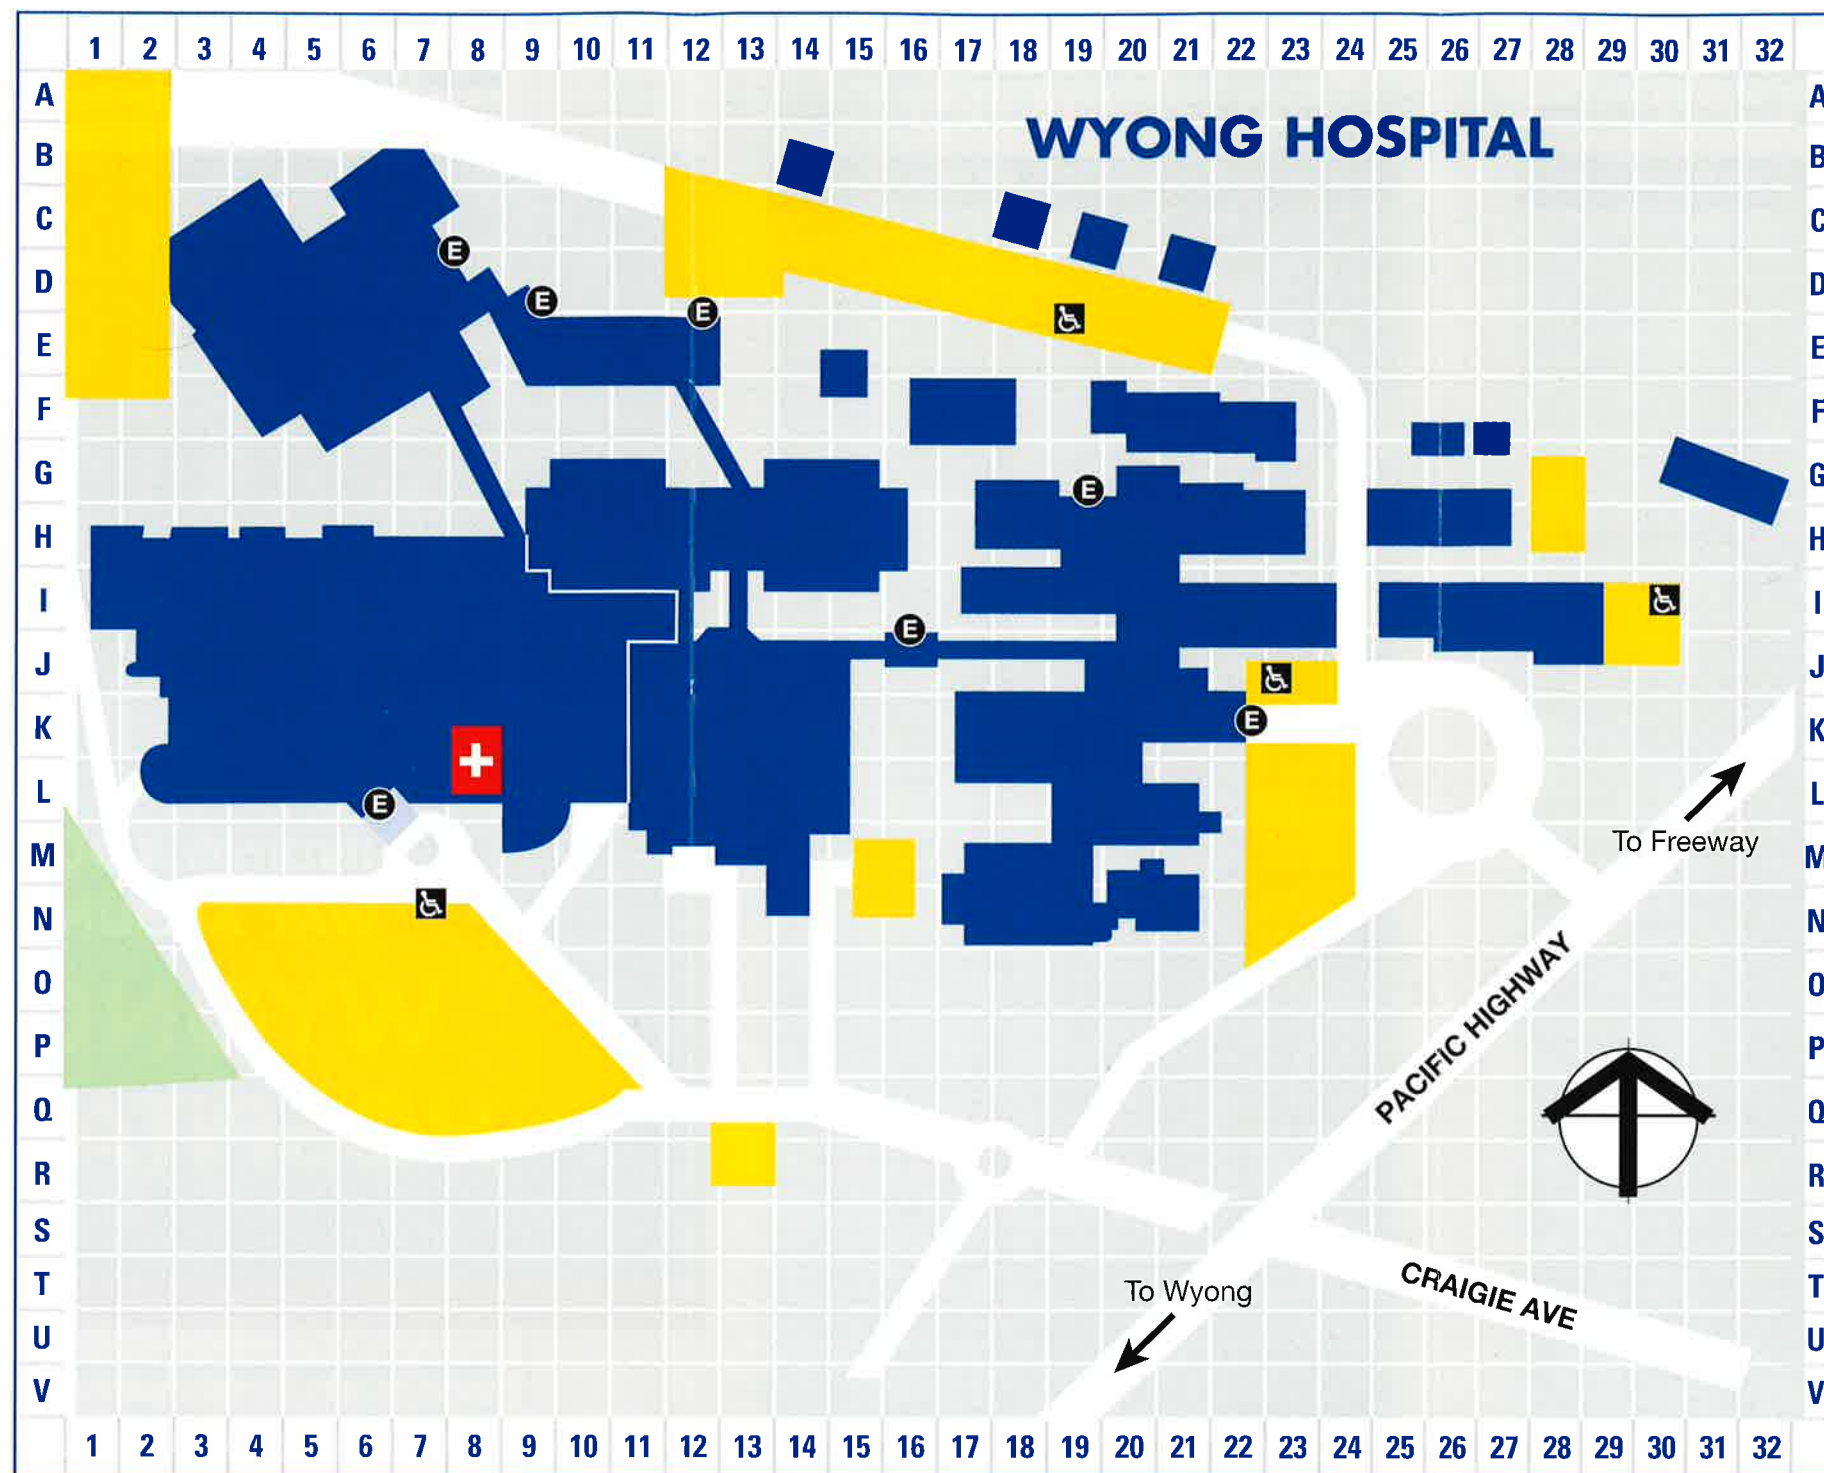 1 2 3 4 5 6 7 8 9 10 11 12 13 14 15 16 17 18 19 20 21 22 23 24 25 26 27 28 29 30 31 32
A A
WYONG HOSPITAL
B B
C C
E
D D
E
E
E E
F F
G G
E
H H
I I
E
J J
K K
E
L L
E
To Freeway
M M
N N
O O
PACIFIC HIGHWAY
P P
Q Q
R R
S S
To Wyong
CRAIGIE AVE
T T
U U
V V
1 2 3 4 5 6 7 8 9 10 11 12 13 14 15 16 17 18 19 20 21 22 23 24 25 26 27 28 29 30 31 32